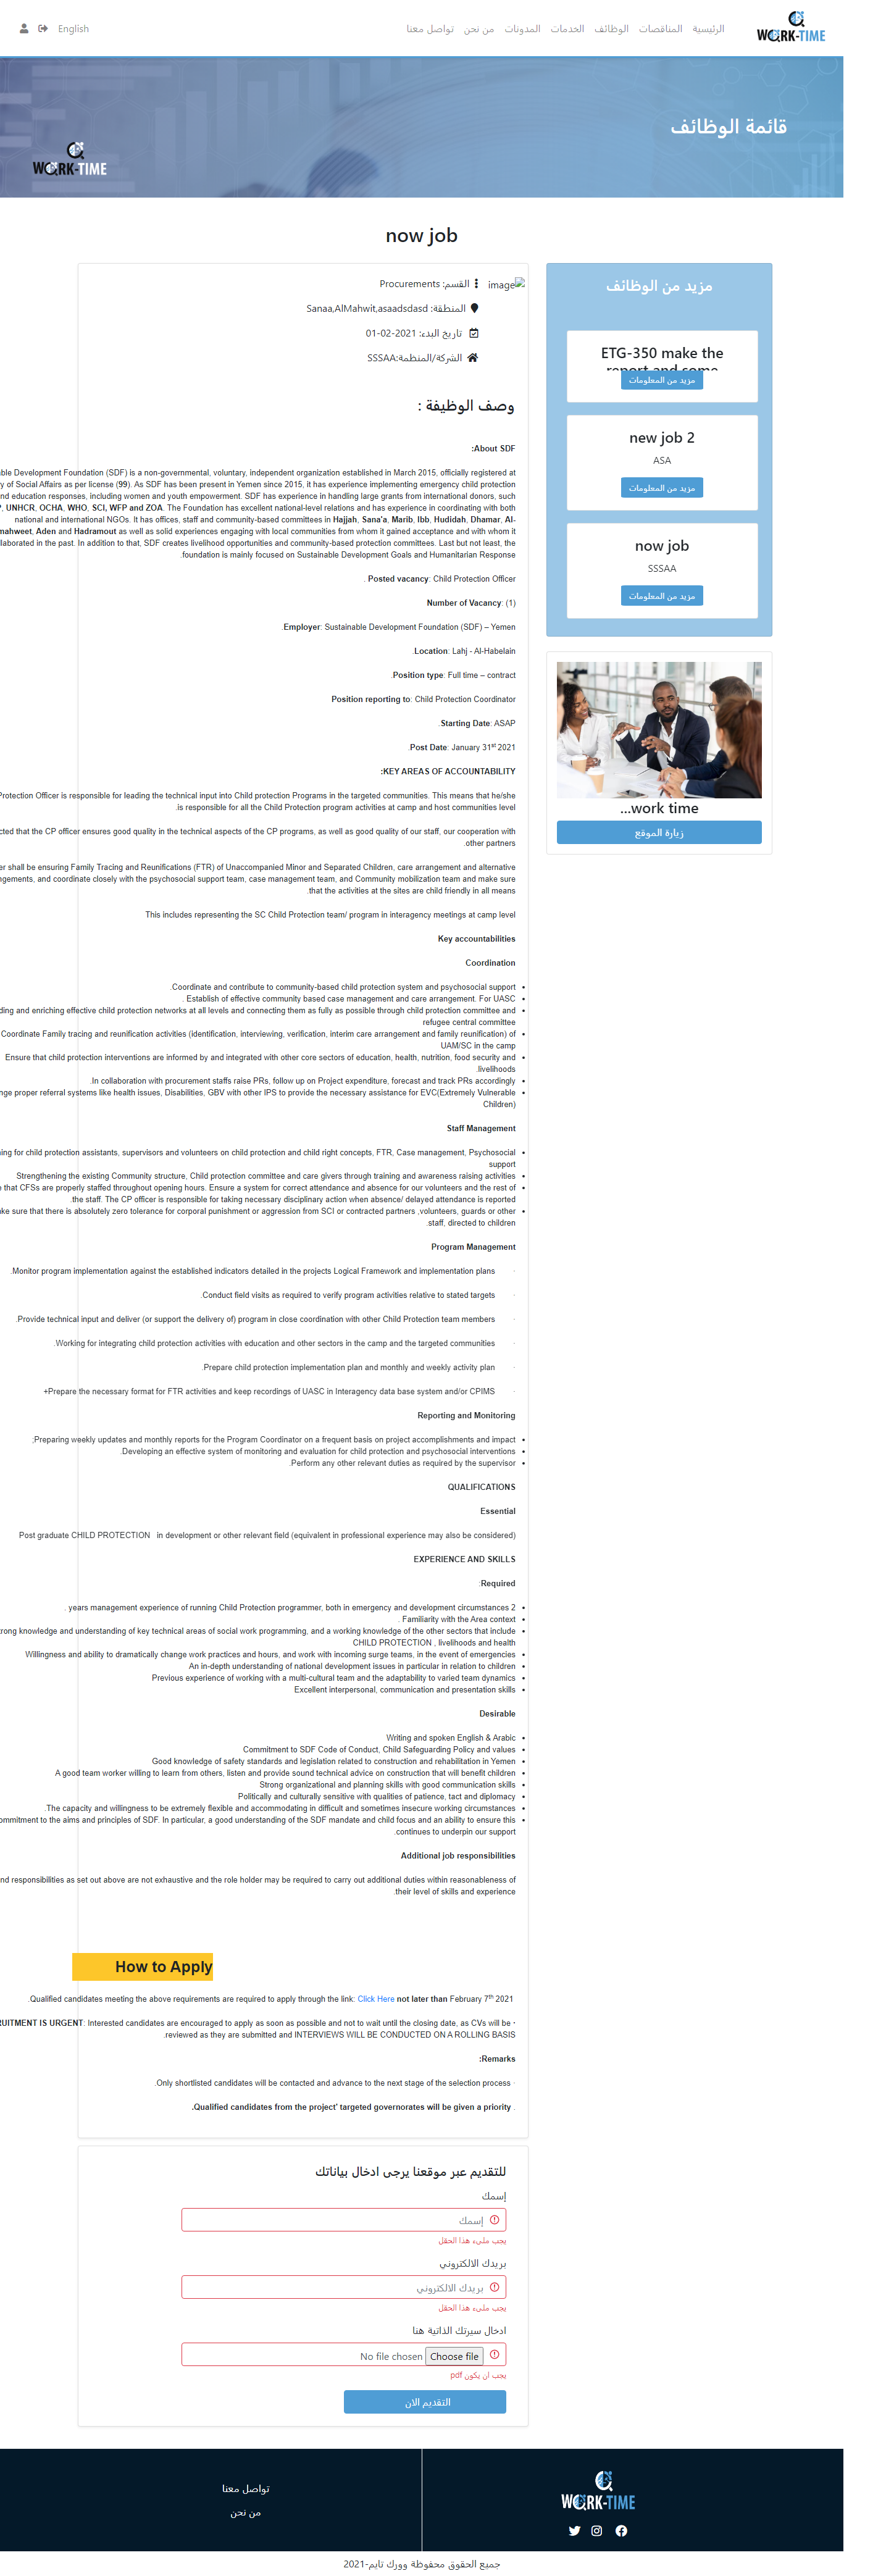 WORK-TIME
الرئيسية المناقصات الوظائف الخدمات المدونات من نحن تواصل معنا
English
قائمة الوظائف
WORK-TIME
now job
image
القسم: Procurements
المنطقة: Sanaa,AlMahwit,asaadsdasd
تاريخ البدء: 2021-02-01
الشركة/المنظمة:SSSAA
وصف الوظيفة :
About SDF:
ble Development Foundation (SDF) is a non-governmental, voluntary, independent organization established in March 2015, officially registered at
y of Social Affairs as per license (99). As SDF has been present in Yemen since 2015, it has experience implementing emergency child protection
nd education responses, including women and youth empowerment. SDF has experience in handling large grants from international donors, such
, UNHCR, OCHA, WHO, SCI, WFP and ZOA. The Foundation has excellent national-level relations and has experience in coordinating with both
national and international NGOs. It has offices, staff and community-based committees in Hajjah, Sana'a, Marib, Ibb, Hudidah, Dhamar, Al-
mahweet, Aden and Hadramout as well as solid experiences engaging with local communities from whom it gained acceptance and with whom it
llaborated in the past. In addition to that, SDF creates livelihood opportunities and community-based protection committees. Last but not least, the
foundation is mainly focused on Sustainable Development Goals and Humanitarian Response.
Posted vacancy: Child Protection Officer .
Number of Vacancy: (1)
Employer: Sustainable Development Foundation (SDF) – Yemen.
Location: Lahj - Al-Habelain.
Position type: Full time – contract.
Position reporting to: Child Protection Coordinator
Starting Date: ASAP.
Post Date: January 31st 2021.
KEY AREAS OF ACCOUNTABILITY:
Protection Officer is responsible for leading the technical input into Child protection Programs in the targeted communities. This means that he/she
is responsible for all the Child Protection program activities at camp and host communities level.
cted that the CP officer ensures good quality in the technical aspects of the CP programs, as well as good quality of our staff, our cooperation with
other partners.
er shall be ensuring Family Tracing and Reunifications (FTR) of Unaccompanied Minor and Separated Children, care arrangement and alternative
ngements, and coordinate closely with the psychosocial support team, case management team, and Community mobilization team and make sure
that the activities at the sites are child friendly in all means.
This includes representing the SC Child Protection team/ program in interagency meetings at camp level
Key accountabilities
Coordination
Coordinate and contribute to community-based child protection system and psychosocial support.
Establish of effective community based case management and care arrangement. For UASC .
ding and enriching effective child protection networks at all levels and connecting them as fully as possible through child protection committee and
refugee central committee
Coordinate Family tracing and reunification activities (identification, interviewing, verification, interim care arrangement and family reunification) of
UAM/SC in the camp
Ensure that child protection interventions are informed by and integrated with other core sectors of education, health, nutrition, food security and
livelihoods.
In collaboration with procurement staffs raise PRs, follow up on Project expenditure, forecast and track PRs accordingly.
nge proper referral systems like health issues, Disabilities, GBV with other IPS to provide the necessary assistance for EVC(Extremely Vulnerable
Children)
Staff Management
ing for child protection assistants, supervisors and volunteers on child protection and child right concepts, FTR, Case management, Psychosocial
support
Strengthening the existing Community structure, Child protection committee and care givers through training and awareness raising activities
that CFSs are properly staffed throughout opening hours. Ensure a system for correct attendance and absence for our volunteers and the rest of
the staff. The CP officer is responsible for taking necessary disciplinary action when absence/ delayed attendance is reported.
ke sure that there is absolutely zero tolerance for corporal punishment or aggression from SCI or contracted partners ,volunteers, guards or other
staff, directed to children.
Program Management
· Monitor program implementation against the established indicators detailed in the projects Logical Framework and implementation plans.
· Conduct field visits as required to verify program activities relative to stated targets.
· Provide technical input and deliver (or support the delivery of) program in close coordination with other Child Protection team members.
· Working for integrating child protection activities with education and other sectors in the camp and the targeted communities.
· Prepare child protection implementation plan and monthly and weekly activity plan.
· Prepare the necessary format for FTR activities and keep recordings of UASC in Interagency data base system and/or CPIMS+
Reporting and Monitoring
Preparing weekly updates and monthly reports for the Program Coordinator on a frequent basis on project accomplishments and impact;
Developing an effective system of monitoring and evaluation for child protection and psychosocial interventions.
Perform any other relevant duties as required by the supervisor.
QUALIFICATIONS
Essential
Post graduate CHILD PROTECTION in development or other relevant field (equivalent in professional experience may also be considered)
EXPERIENCE AND SKILLS
Required:
2 years management experience of running Child Protection programmer, both in emergency and development circumstances .
Familiarity with the Area context .
rong knowledge and understanding of key technical areas of social work programming, and a working knowledge of the other sectors that include
CHILD PROTECTION , livelihoods and health
Willingness and ability to dramatically change work practices and hours, and work with incoming surge teams, in the event of emergencies
An in-depth understanding of national development issues in particular in relation to children
Previous experience of working with a multi-cultural team and the adaptability to varied team dynamics
Excellent interpersonal, communication and presentation skills
Desirable
Writing and spoken English & Arabic
Commitment to SDF Code of Conduct, Child Safeguarding Policy and values
Good knowledge of safety standards and legislation related to construction and rehabilitation in Yemen
A good team worker willing to learn from others, listen and provide sound technical advice on construction that will benefit children
Strong organizational and planning skills with good communication skills
Politically and culturally sensitive with qualities of patience, tact and diplomacy
The capacity and willingness to be extremely flexible and accommodating in difficult and sometimes insecure working circumstances.
ommitment to the aims and principles of SDF. In particular, a good understanding of the SDF mandate and child focus and an ability to ensure this
continues to underpin our support.
Additional job responsibilities
nd responsibilities as set out above are not exhaustive and the role holder may be required to carry out additional duties within reasonableness of
their level of skills and experience.
How to Apply
Qualified candidates meeting the above requirements are required to apply through the link: Click Here not later than February 7th 2021.
· UITMENT IS URGENT: Interested candidates are encouraged to apply as soon as possible and not to wait until the closing date, as CVs will be
reviewed as they are submitted and INTERVIEWS WILL BE CONDUCTED ON A ROLLING BASIS.
Remarks:
· Only shortlisted candidates will be contacted and advance to the next stage of the selection process.
. Qualified candidates from the project' targeted governorates will be given a priority.
مزيد من الوظائف
ETG-350 make the
report and some
مزيد من المعلومات
new job 2
ASA
مزيد من المعلومات
now job
SSSAA
مزيد من المعلومات
work time...
زيارة الموقع
للتقديم عبر موقعنا يرجى ادخال بياناتك
إسمك
إسمك
يجب مليء هذا الحقل
بريدك الالكتروني
بريدك الالكتروني
يجب مليء هذا الحقل
ادخال سيرتك الذاتية هنا
Choose file No file chosen
يجب ان يكون pdf
التقديم الان
WORK-TIME
تواصل معنا
من نحن
جميع الحقوق محفوظة وورك تايم-2021